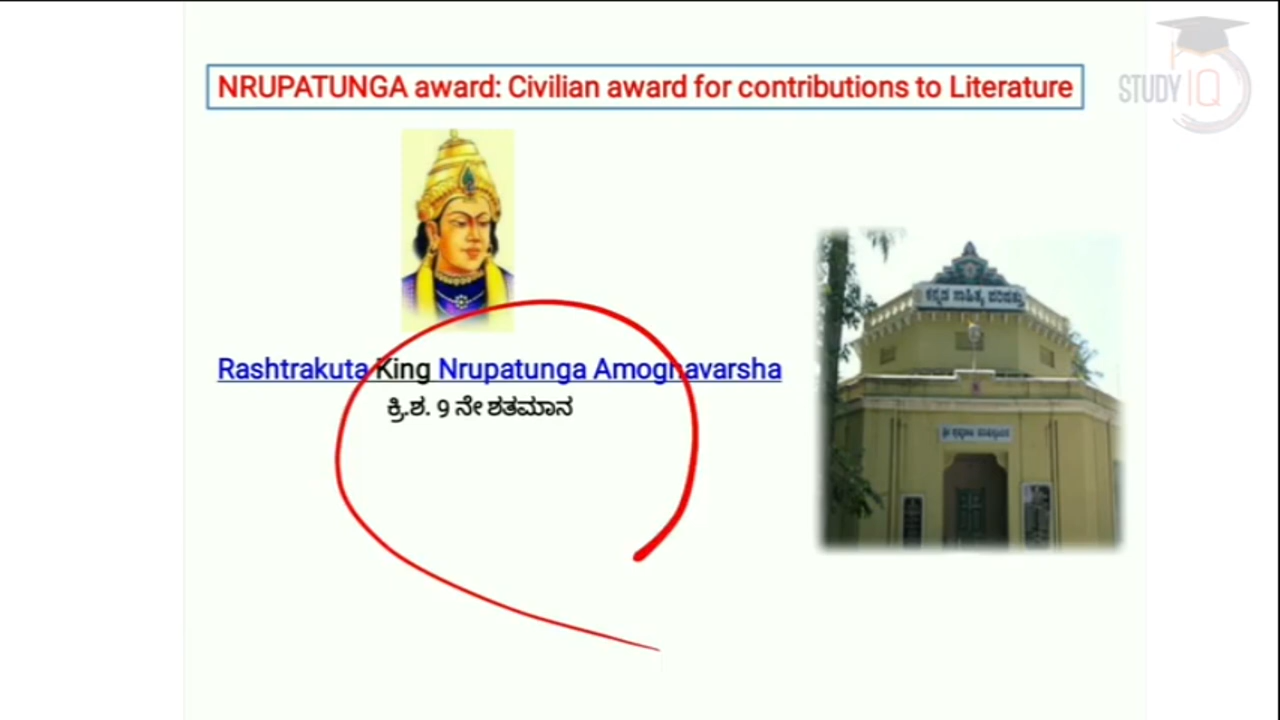 NRUPATUNGA award: Civilian award for contributions to Literature
STUDY IQ
Rashtrakuta King Nrupatunga Amoghavarsha
ಕ್ರಿ.ಶ. 9 ನೇ ಶತಮಾನ
ಕನ್ನಡ ಸಾಹಿತ್ಯ ಪರಿಷತ್ತು